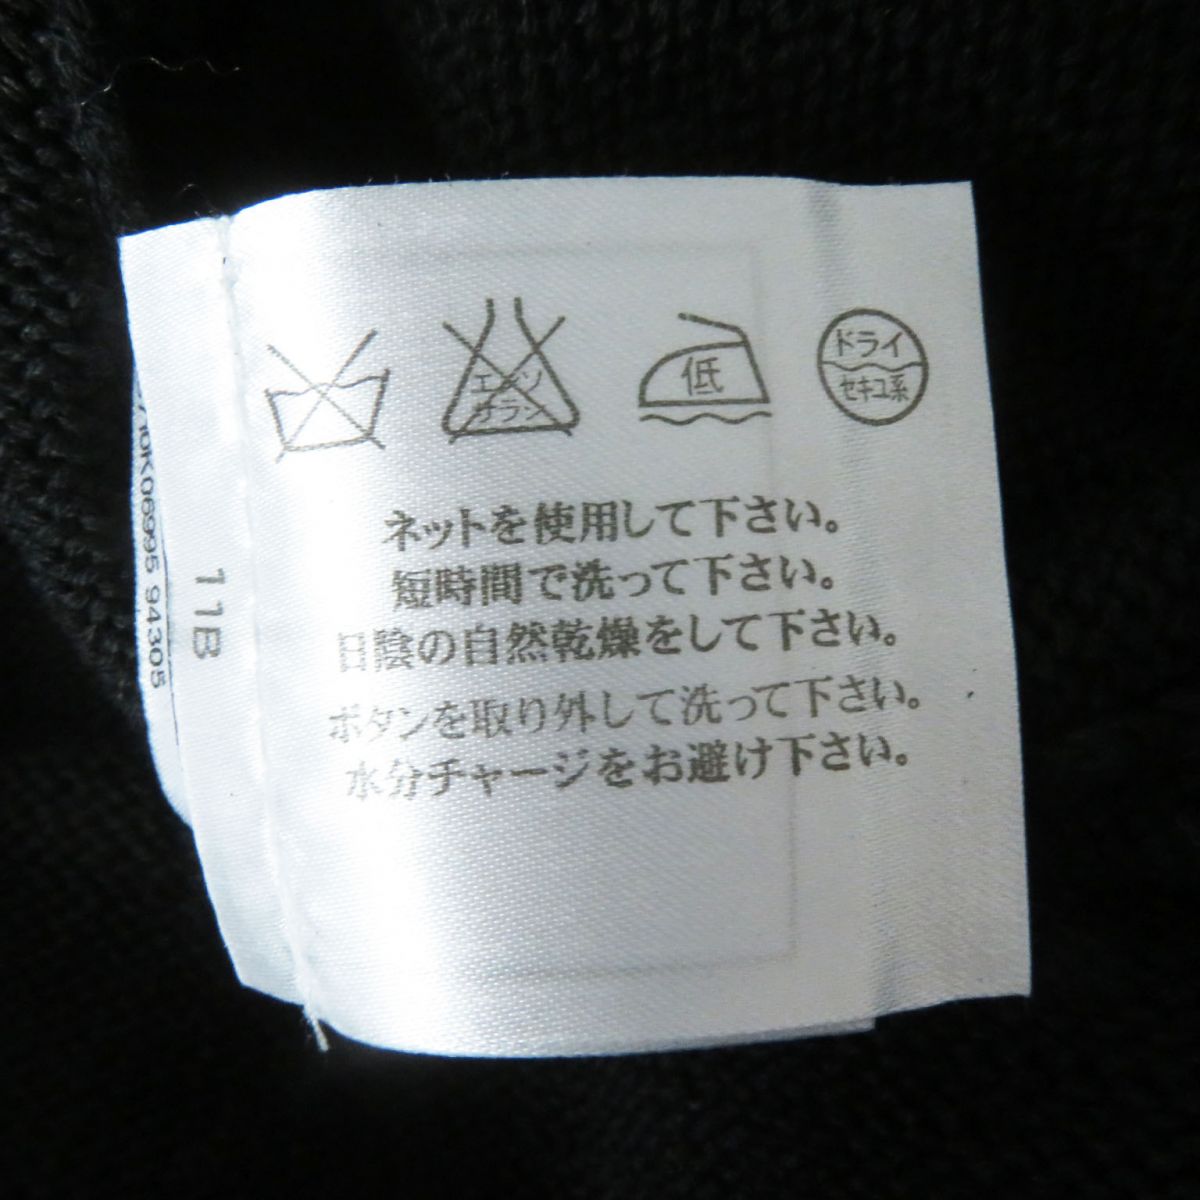 エンソ
サラシ
低
ドライ
セキユ系
ネットを使用して下さい。
短時間で洗って下さい。
日陰の自然乾燥をして下さい。
ボタンを取り外して洗って下さい。
水分チャージをお避け下さい。
11B
10K06995 94305